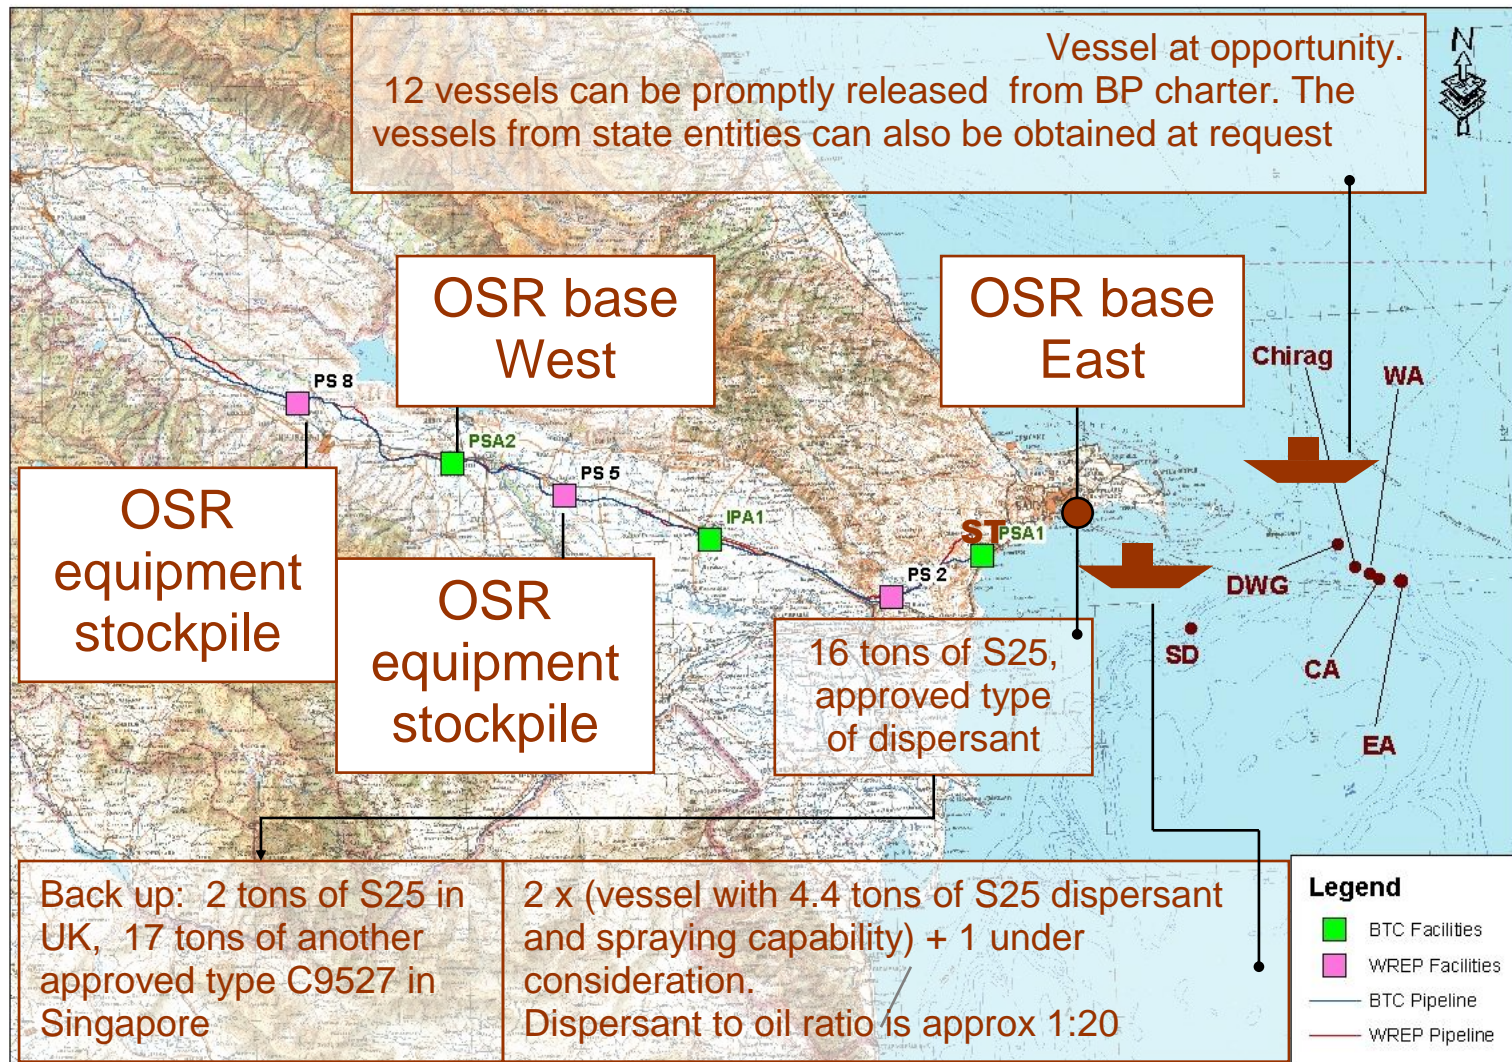 Vessel at opportunity.
12 vessels can be promptly released from BP charter. The
vessels from state entities can also be obtained at request
N
OSR base
West
OSR base
East
Chirag
WA
PS 8
PSA2
PS 5
IPA1
ST
PSA1
PS 2
DWG
SD
CA
EA
OSR
equipment
stockpile
OSR
equipment
stockpile
16 tons of S25,
approved type
of dispersant
Back up: 2 tons of S25 in
UK, 17 tons of another
approved type C9527 in
Singapore
2 x (vessel with 4.4 tons of S25 dispersant
and spraying capability) + 1 under
consideration.
Dispersant to oil ratio is approx 1:20
Legend
BTC Facilities
WREP Facilities
BTC Pipeline
WREP Pipeline